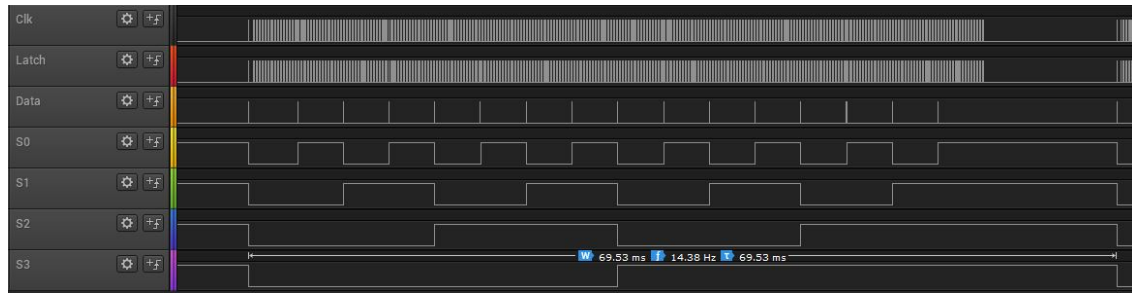 Clk
Latch
Data
S0
S1
S2
S3
W 69.53 ms f 14.38 Hz T 69.53 ms